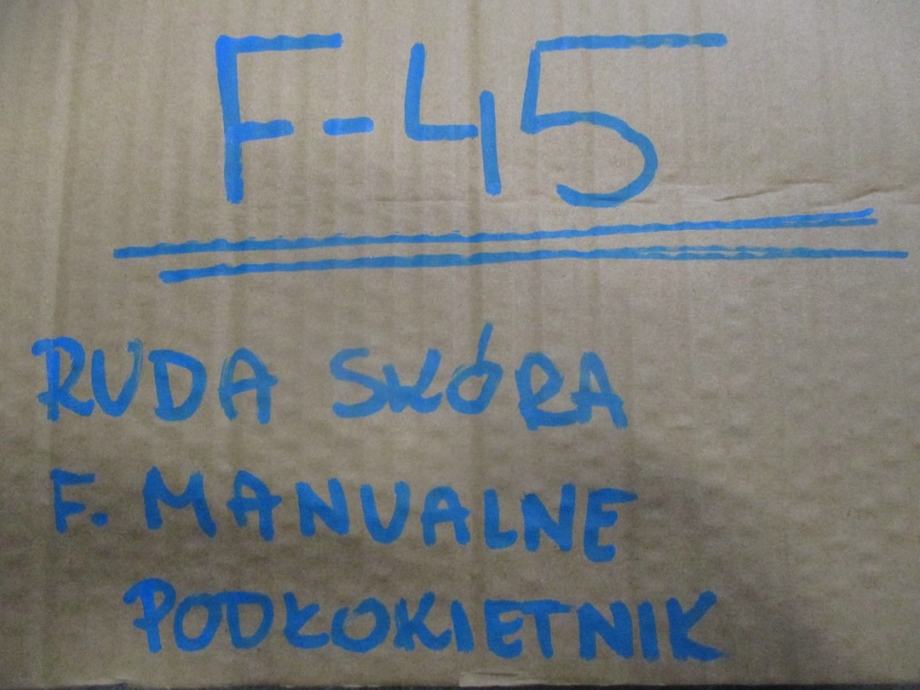 F-45
RUDA SKÓRA
F. MANUALNE
PODŁOKIETNIK